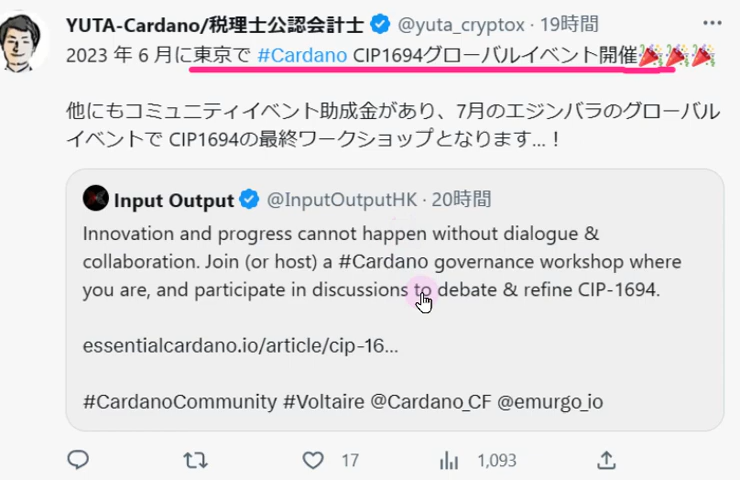 YUTA-Cardano/税理士公認会計士 @yuta_cryptox · 19時間
2023 年 6 月に東京で #Cardano CIP1694グローバルイベント開催🎉🎉🎉
他にもコミュニティイベント助成金があり、7月のエジンバラのグローバル
イベントで CIP1694の最終ワークショップとなります...！
Input Output @InputOutputHK · 20時間
Innovation and progress cannot happen without dialogue &
collaboration. Join (or host) a #Cardano governance workshop where
you are, and participate in discussions to debate & refine CIP-1694.
essentialcardano.io/article/cip-16...
#CardanoCommunity #Voltaire @Cardano_CF @emurgo_io
17 1,093